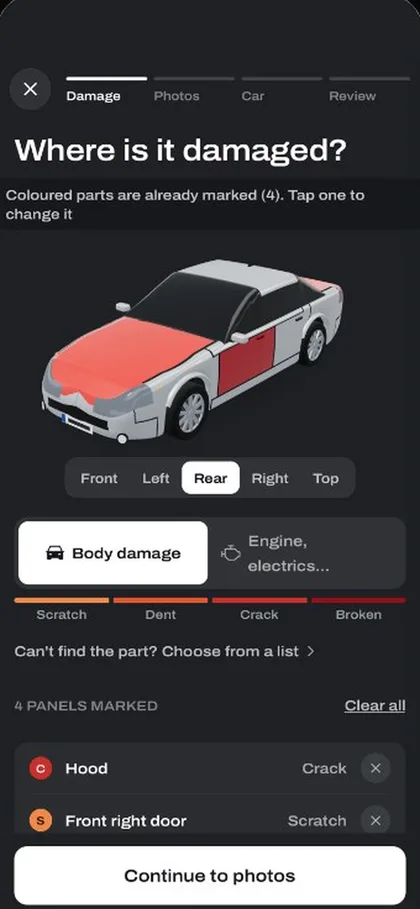 Damage
Photos
Car
Review
Where is it damaged?
Coloured parts are already marked (4). Tap one to
change it
Front
Left
Rear
Right
Top
Body damage
Engine,
electrics...
Scratch
Dent
Crack
Broken
Can't find the part? Choose from a list
4 PANELS MARKED
Clear all
C
Hood
Crack
S
Front right door
Scratch
Continue to photos